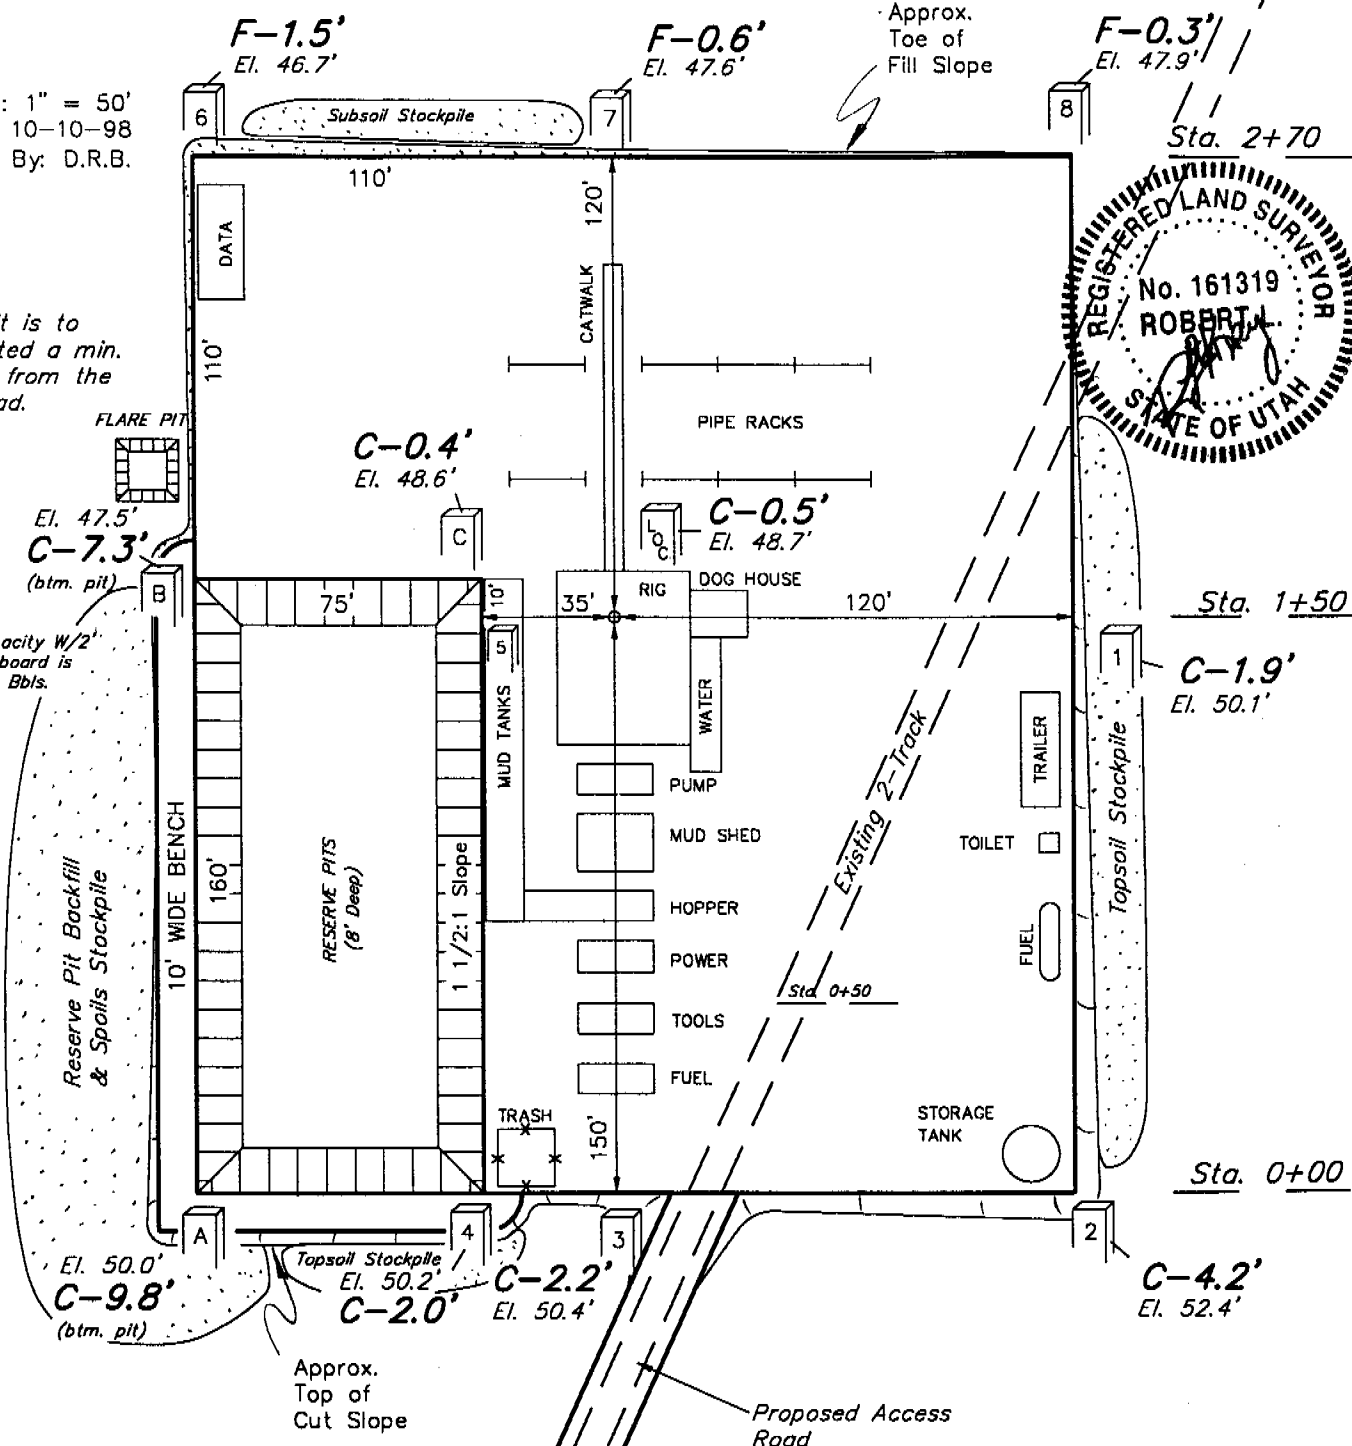 F-1.5'
El. 46.7'
F-0.6'
El. 47.6'
Approx.
Toe of
Fill Slope
F-0.3'
El. 47.9'
: 1" = 50'
10-10-98
By: D.R.B.
6
Subsoil Stockpile
7
8
Sta. 2+70
110'
120'
DATA
CATWALK
REGISTERED LAND SURVEYOR
No. 161319
ROBERT L.
STATE OF UTAH
it is to
ted a min.
from the
ad.
110'
FLARE PIT
PIPE RACKS
C-0.4'
El. 48.6'
C
LOC
C-0.5'
El. 48.7'
El. 47.5'
C-7.3'
(btm. pit)
B
75'
10'
35'
RIG
DOG HOUSE
120'
Sta. 1+50
acity W/2'
board is
Bbls.
5
1
C-1.9'
El. 50.1'
MUD TANKS
WATER
TRAILER
Existing 2-Track
Topsoil Stockpile
PUMP
MUD SHED
TOILET
10' WIDE BENCH
160'
RESERVE PITS
(8' Deep)
1 1/2:1 Slope
HOPPER
FUEL
Reserve Pit Backfill
& Spoils Stockpile
POWER
Sta. 0+50
TOOLS
FUEL
TRASH
150'
STORAGE
TANK
Sta. 0+00
A
4
3
2
El. 50.0'
C-9.8'
(btm. pit)
Topsoil Stockpile
El. 50.2'
C-2.0'
C-2.2'
El. 50.4'
C-4.2'
El. 52.4'
Approx.
Top of
Cut Slope
Proposed Access
Road